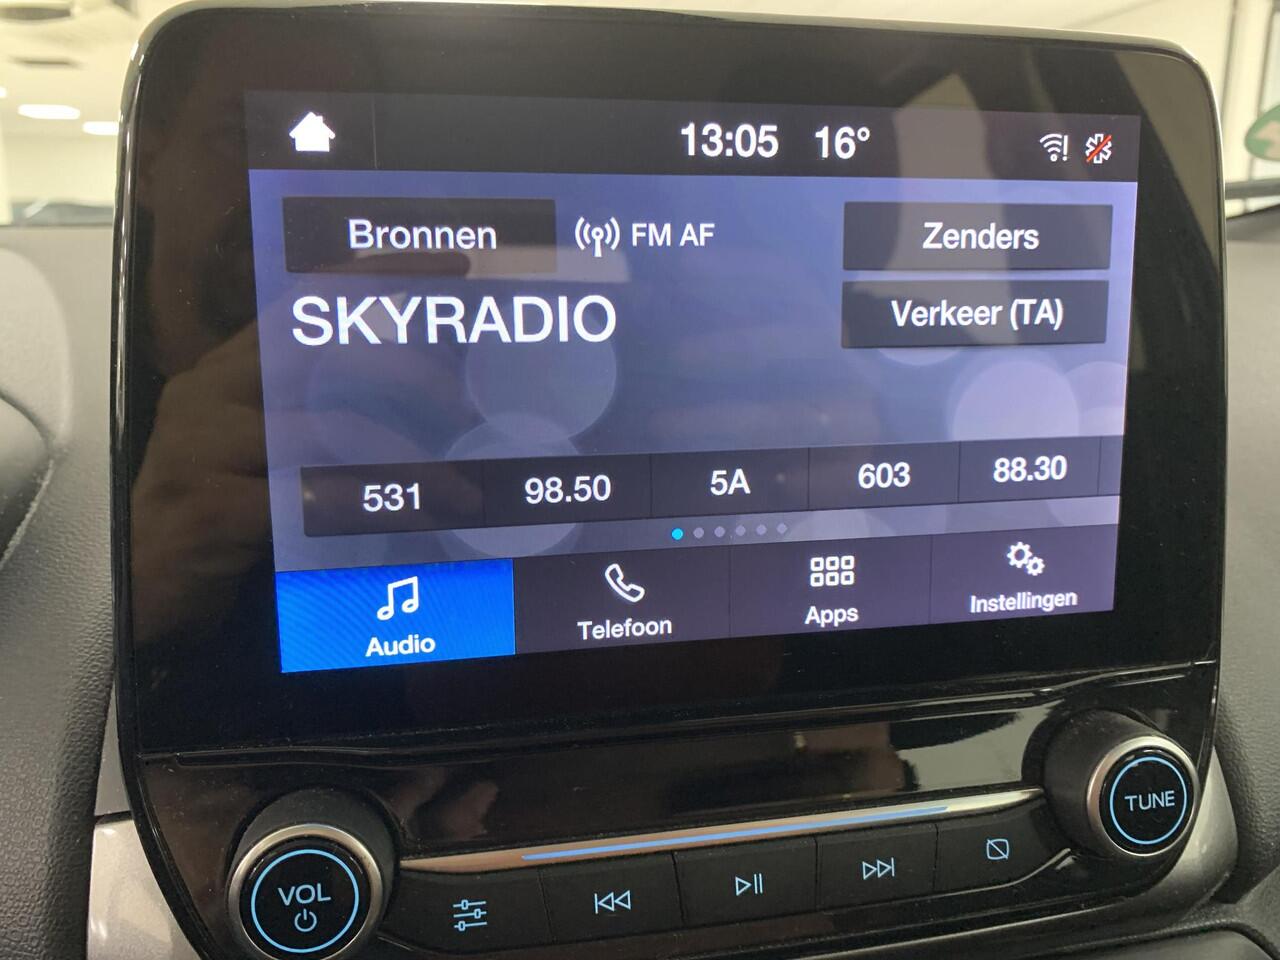 13:05 16°
Bronnen FM AF Zenders
SKYRADIO Verkeer (TA)
531 98.50 5A 603 88.30
Audio Telefoon Apps Instellingen
TUNE
VOL